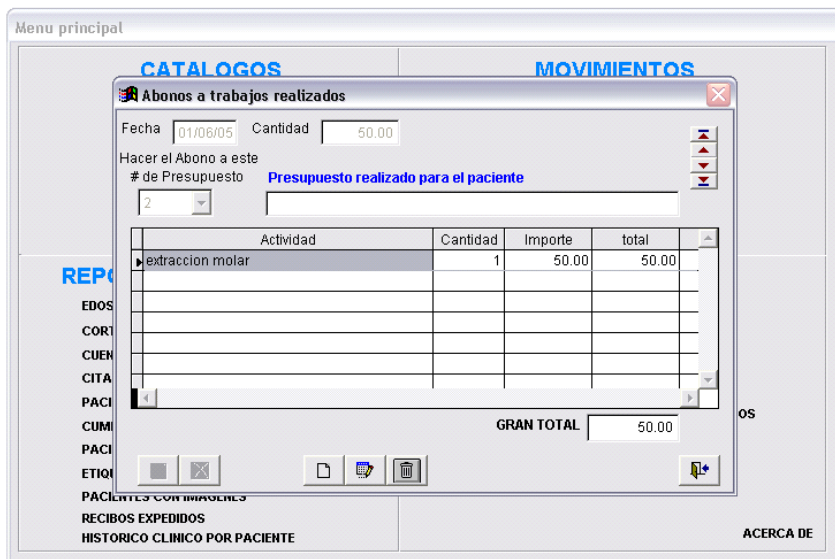 Menu principal
CATALOGOS
MOVIMIENTOS
Abonos a trabajos realizados
Fecha 01/06/05 Cantidad 50.00
Hacer el Abono a este
# de Presupuesto Presupuesto realizado para el paciente
2
Actividad Cantidad Importe total
extraccion molar 1 50.00 50.00
GRAN TOTAL 50.00
REPO
EDOS
CORT
CUEN
CITA
PACI
CUM
PACI
ETIQ
PACIENTES CON IMAGENES
RECIBOS EXPEDIDOS
HISTORICO CLINICO POR PACIENTE
OS
ACERCA DE